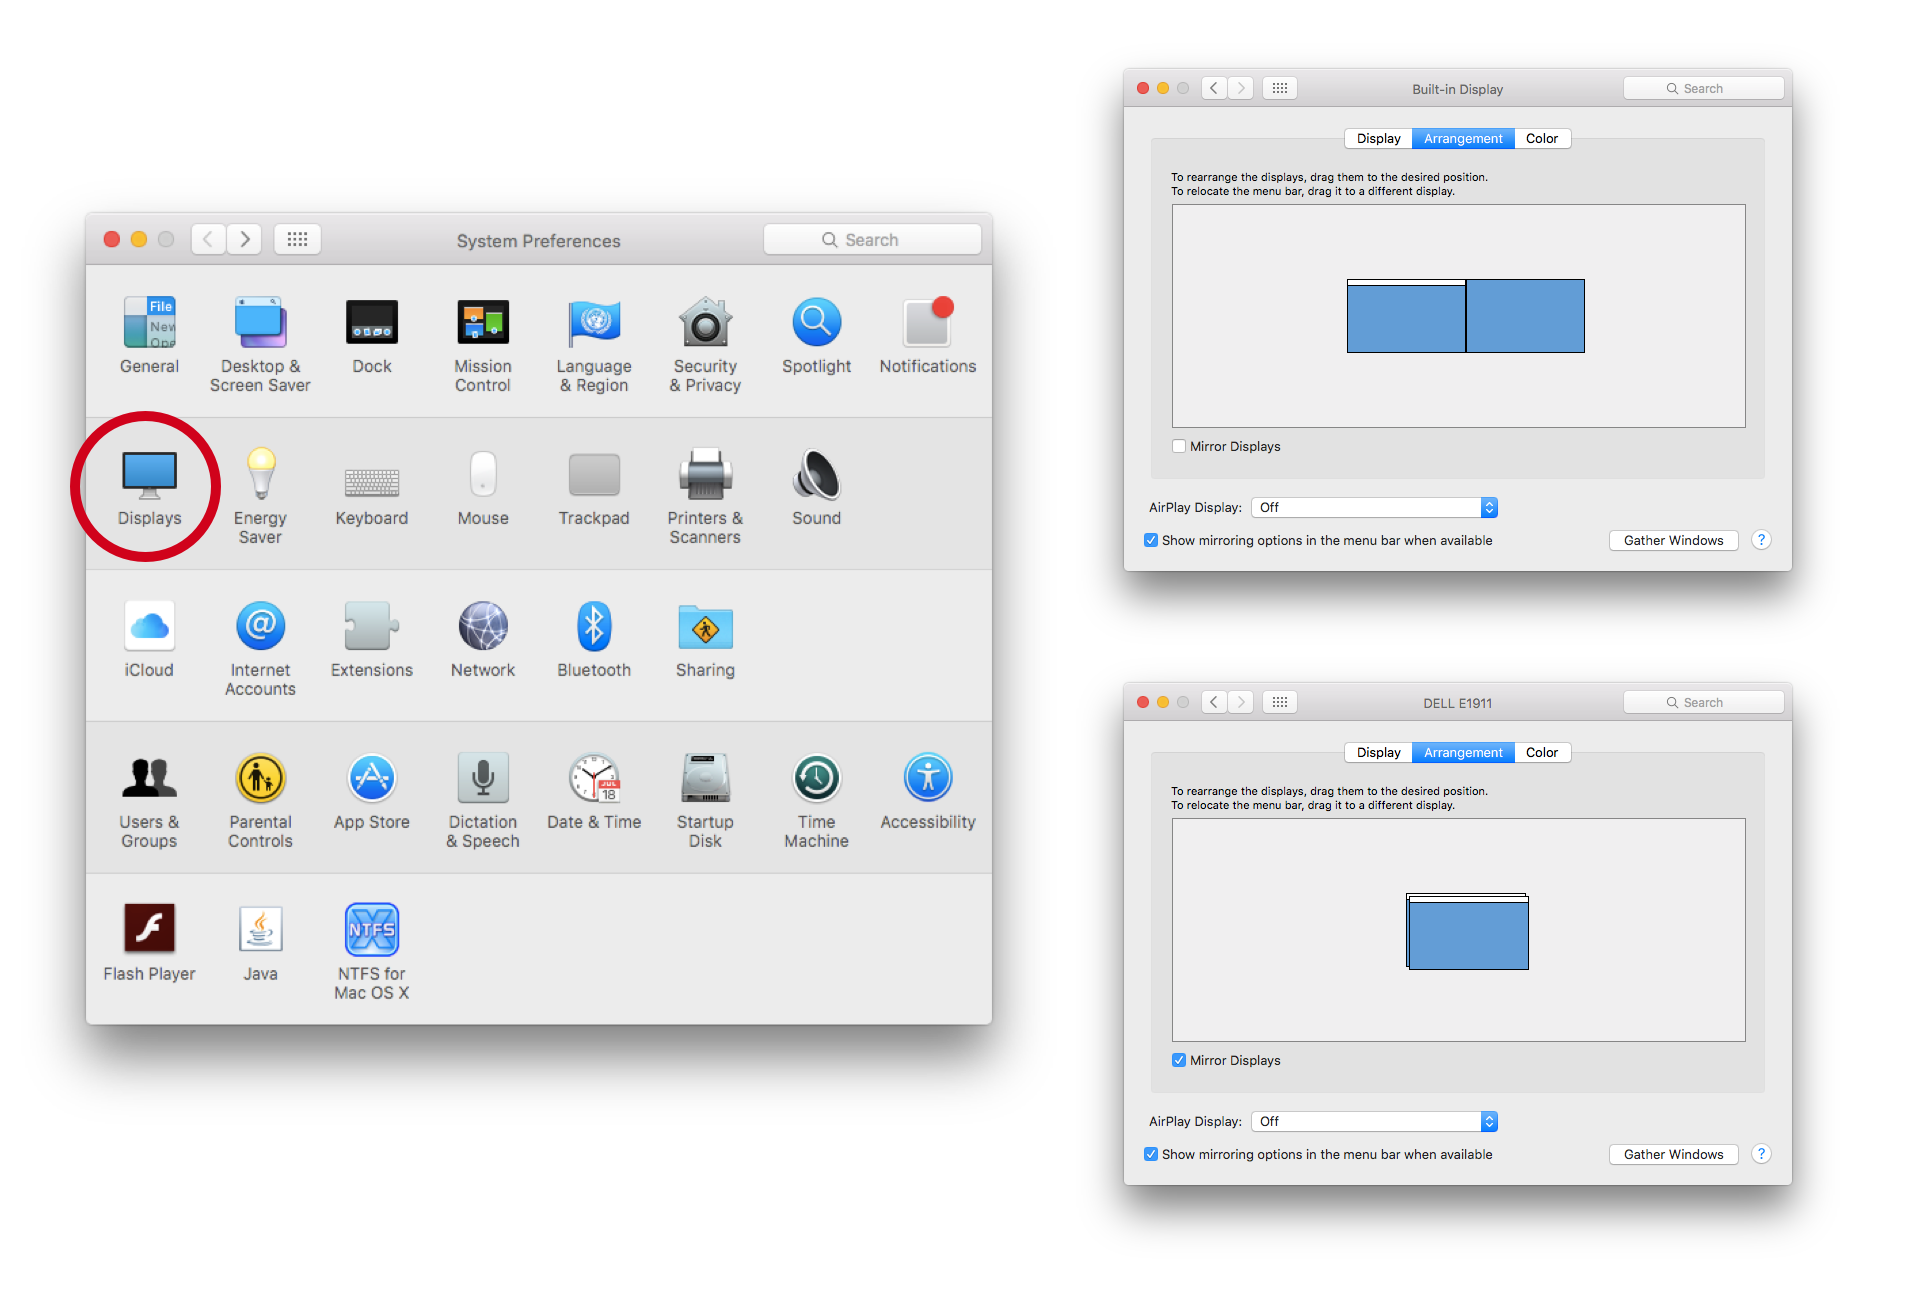 System Preferences
Search
File
New
Ope
General
Desktop &
Screen Saver
Dock
Mission
Control
Language
& Region
Security
& Privacy
Spotlight
Notifications
Displays
Energy
Saver
Keyboard
Mouse
Trackpad
Printers &
Scanners
Sound
iCloud
@
Internet
Accounts
Extensions
Network
Bluetooth
Sharing
Users &
Groups
Parental
Controls
App Store
Dictation
& Speech
JUL
18
Date & Time
Startup
Disk
Time
Machine
Accessibility
Flash Player
Java
NTFS
NTFS for
Mac OS X
Built-in Display
Search
Display Arrangement Color
To rearrange the displays, drag them to the desired position.
To relocate the menu bar, drag it to a different display.
Mirror Displays
AirPlay Display: Off
Show mirroring options in the menu bar when available
Gather Windows ?
DELL E1911
Search
Display Arrangement Color
To rearrange the displays, drag them to the desired position.
To relocate the menu bar, drag it to a different display.
Mirror Displays
AirPlay Display: Off
Show mirroring options in the menu bar when available
Gather Windows ?